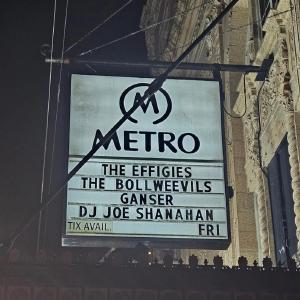 M
METRO
THE EFFIGIES
THE BOLLWEEVILS
GANSER
DJ JOE SHANAHAN
TIX AVAIL. FRI